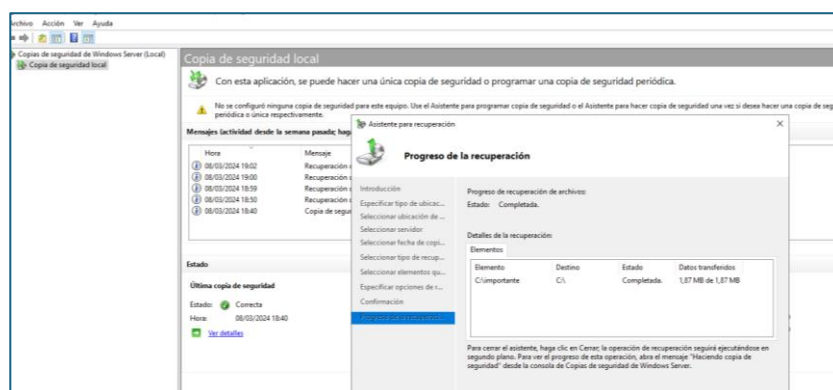 Archivo Acción Ver Ayuda
Copias de seguridad de Windows Server (Local)
Copia de seguridad local
Copia de seguridad local
Con esta aplicación, se puede hacer una única copia de seguridad o programar una copia de seguridad periódica.
No se configuró ninguna copia de seguridad para este equipo. Use el Asistente para programar copia de seguridad o el Asistente para hacer copia de seguridad una vez si desea hacer una copia de seg
periódica o única respectivamente.
Mensajes (actividad desde la semana pasada; hag
Hora Mensaje
08/03/2024 19:02 Recuperación
08/03/2024 19:00 Recuperación
08/03/2024 18:59 Recuperación
08/03/2024 18:50 Recuperación
08/03/2024 18:40 Copia de segur
Estado
Última copia de seguridad
Estado: Correcta
Hora: 08/03/2024 18:40
Ver detalles
Asistente para recuperación
Progreso de la recuperación
Introducción
Especificar tipo de ubicac...
Seleccionar ubicación de ...
Seleccionar servidor
Seleccionar fecha de copi...
Seleccionar tipo de recup...
Seleccionar elementos qu...
Especificar opciones de r...
Confirmación
Progreso de la recuperaci...
Progreso de recuperación de archivos:
Estado: Completada.
Detalles de la recuperación:
Elementos
Elemento Destino Estado Datos transferidos
C:\importante C:\ Completada. 1,87 MB de 1,87 MB
Para cerrar el asistente, haga clic en Cerrar; la operación de recuperación seguirá ejecutándose en
segundo plano. Para ver el progreso de esta operación, abra el mensaje "Haciendo copia de
seguridad" desde la consola de Copias de seguridad de Windows Server.